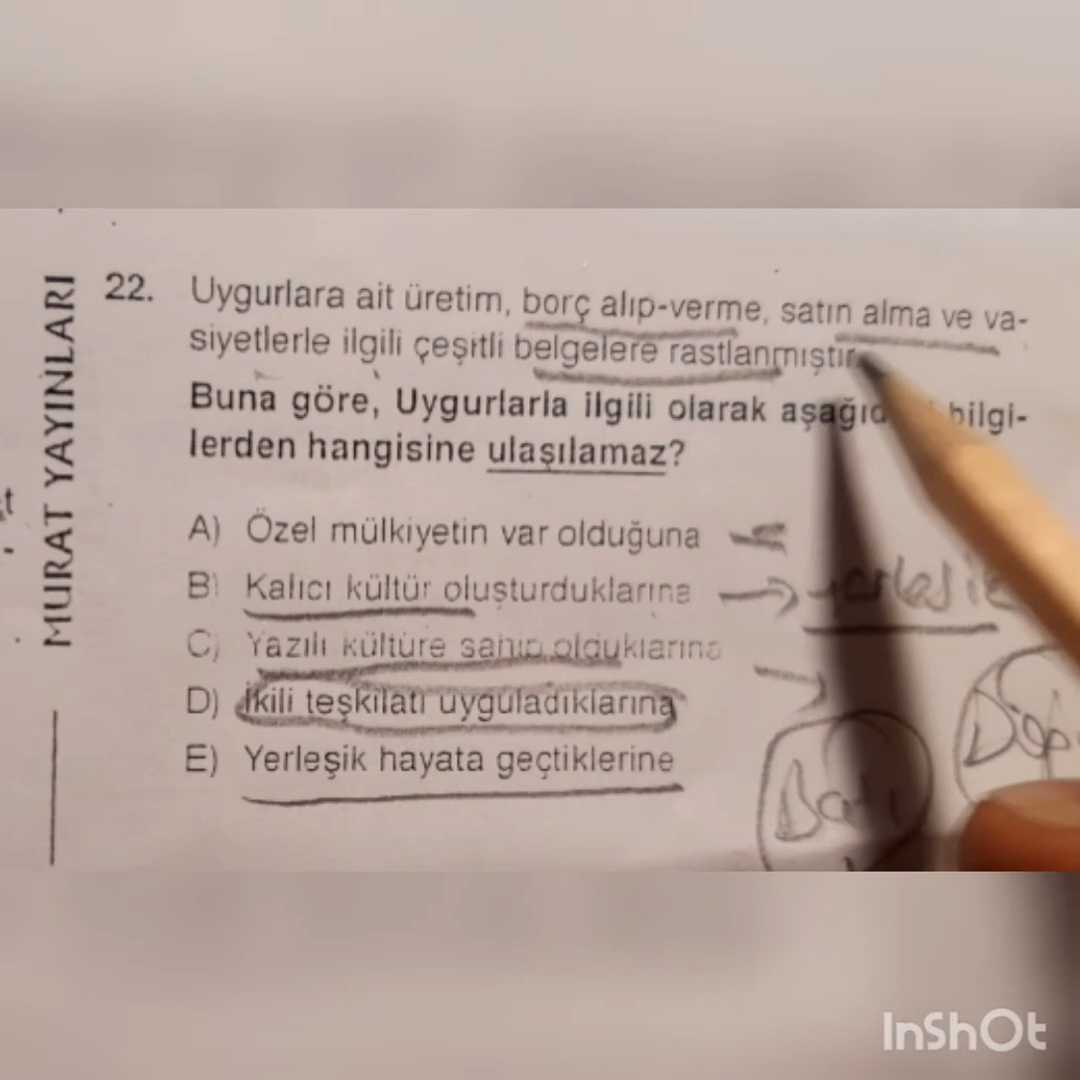 MURAT YAYINLARI
22. Uygurlara ait üretim, borç alıp-verme, satın alma ve va-
siyetlerle ilgili çeşitli belgelere rastlanmıştır
Buna göre, Uygurlarla ilgili olarak bilgi-
lerden hangisine ulaşılamaz?
A) Özel mülkiyetin var olduğuna
B) Kalıcı kültür oluşturduklarına
C) Yazılı kültüre sahip olduklarına
D) İkili teşkilatı uyguladıklarına
E) Yerleşik hayata geçtiklerine
Batı
InShOt